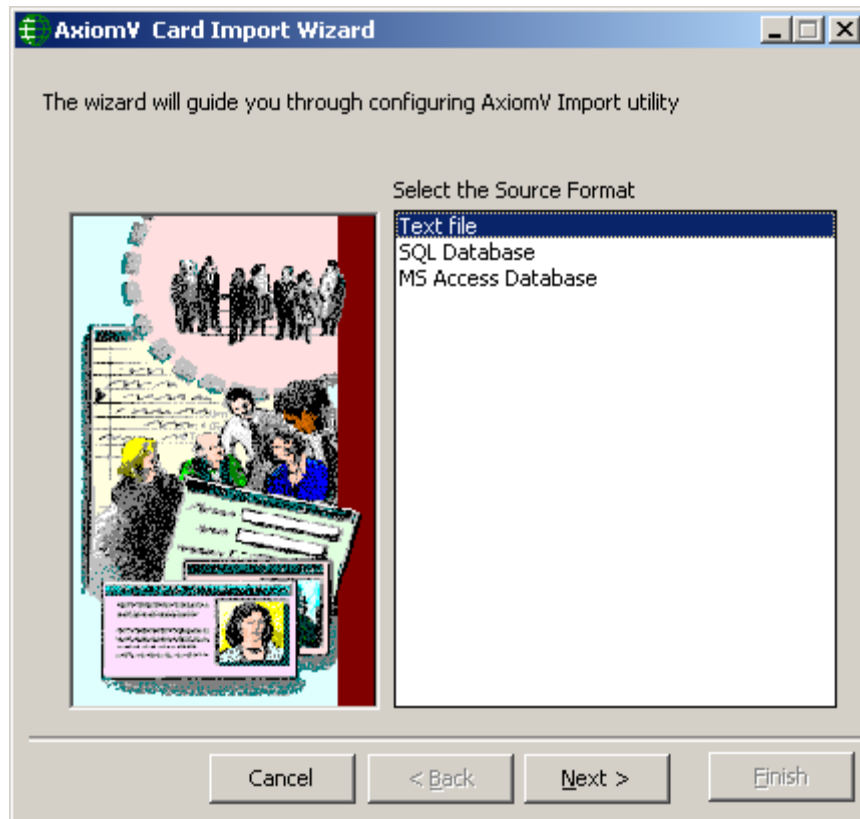 AxiomV Card Import Wizard
The wizard will guide you through configuring AxiomV Import utility
Select the Source Format
Text file
SQL Database
MS Access Database
Cancel
< Back
Next >
Finish